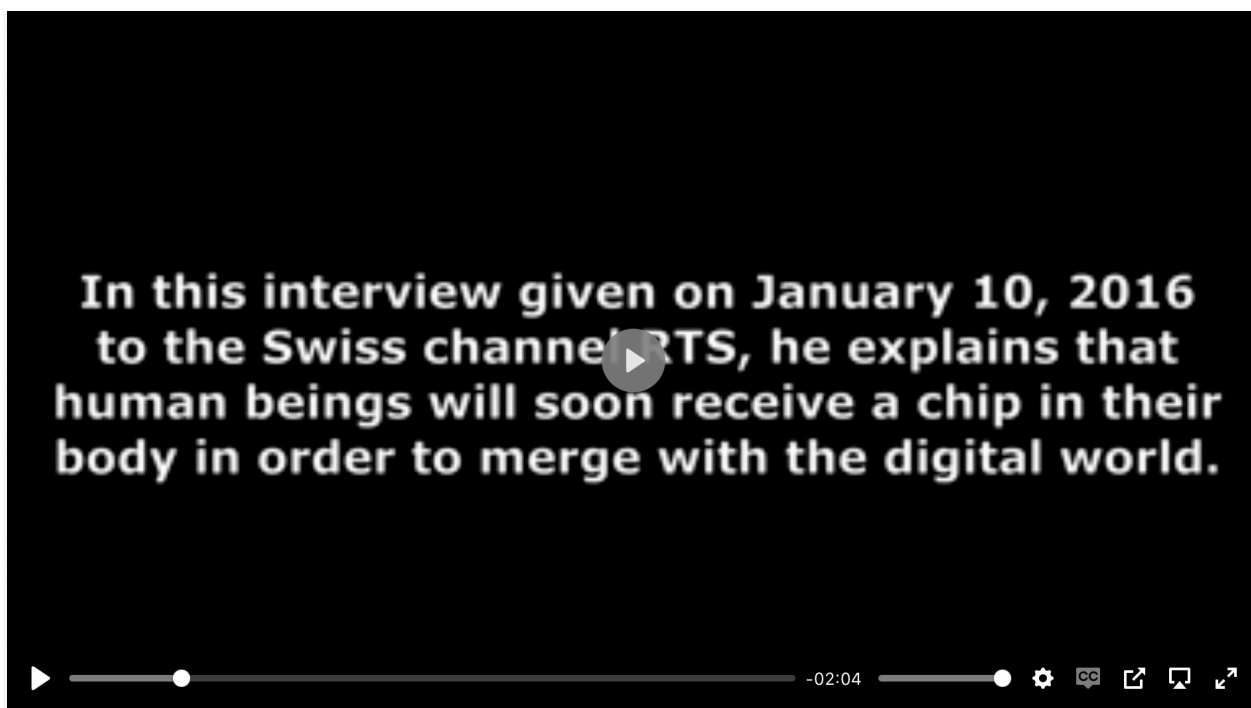 In this interview given on January 10, 2016
to the Swiss channel RTS, he explains that
human beings will soon receive a chip in their
body in order to merge with the digital world.
-02:04 CC